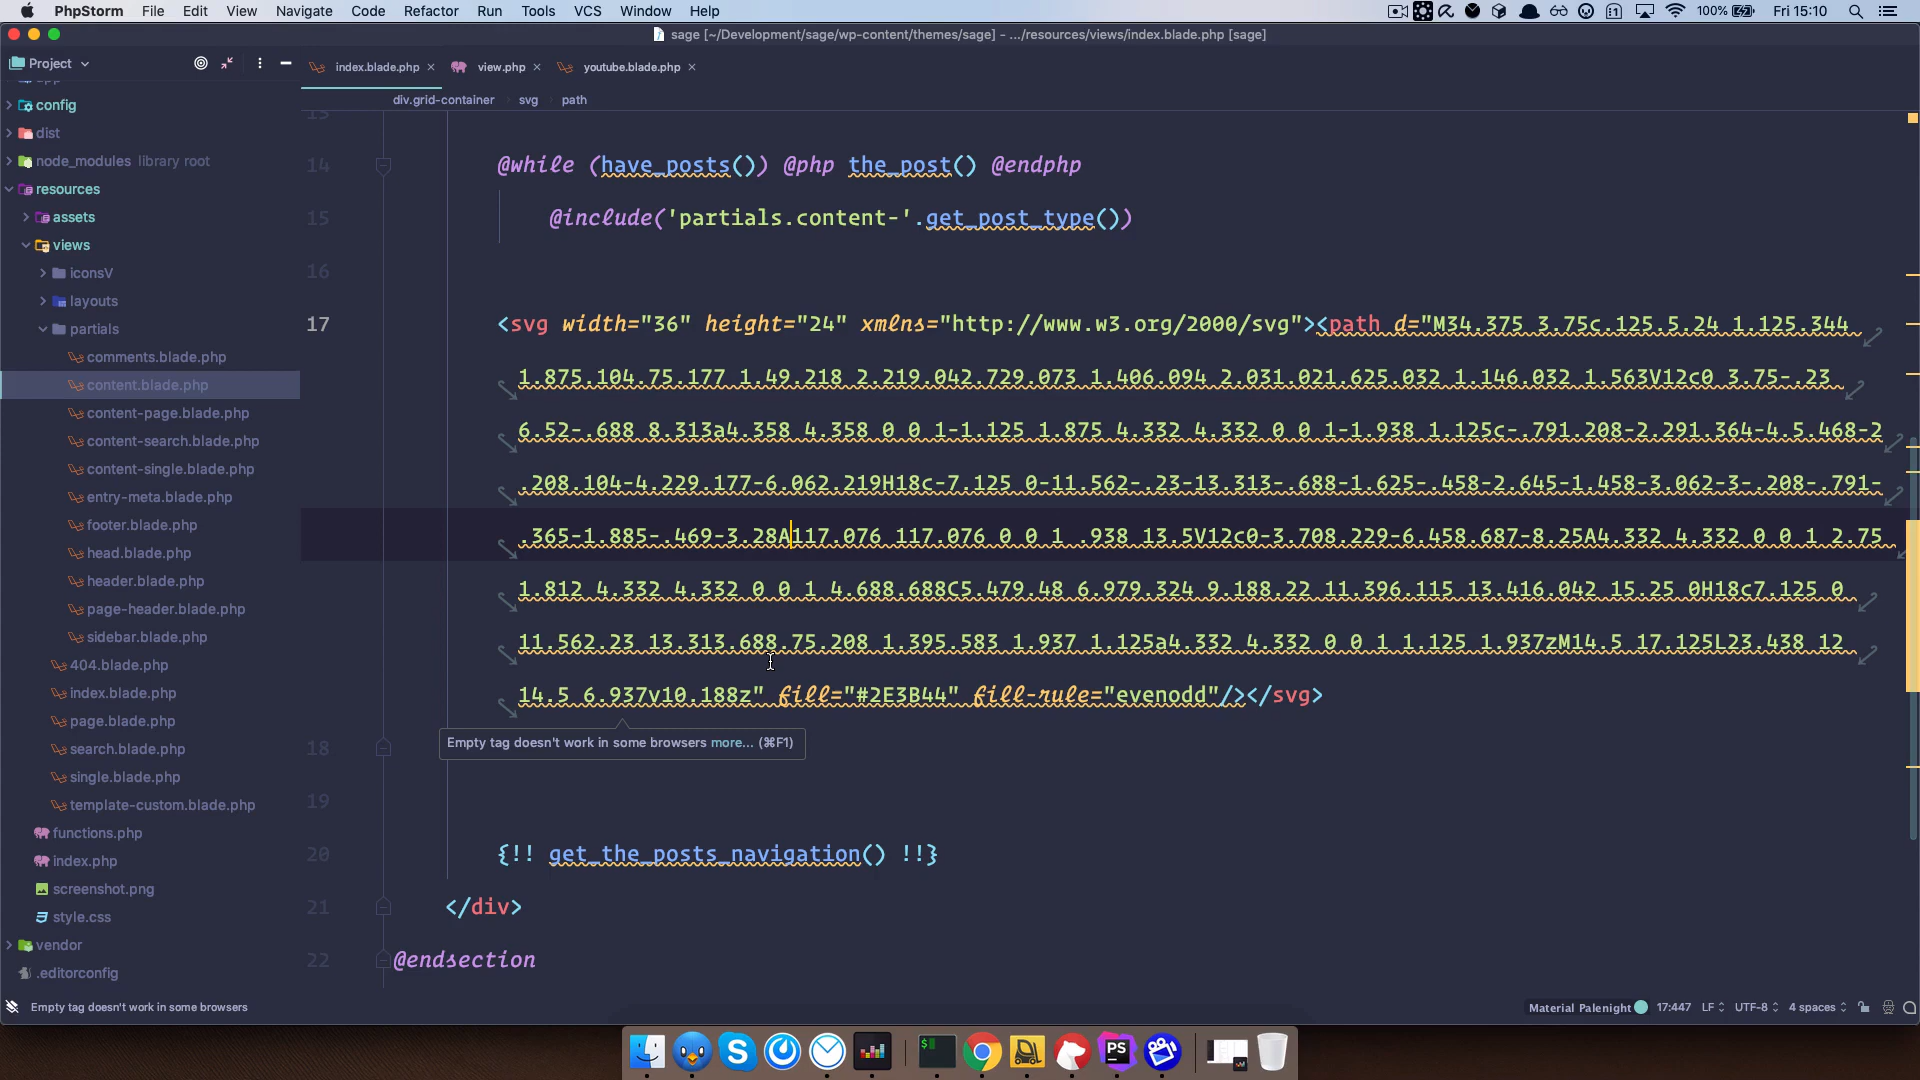 PhpStorm File Edit View Navigate Code Refactor Run Tools VCS Window Help
100% Fri 15:10
sage [~/Development/sage/wp-content/themes/sage] - .../resources/views/index.blade.php [sage]
Project
index.blade.php
view.php
youtube.blade.php
div.grid-container svg path
config
dist
node_modules library root
resources
assets
views
iconsV
layouts
partials
comments.blade.php
content.blade.php
content-page.blade.php
content-search.blade.php
content-single.blade.php
entry-meta.blade.php
footer.blade.php
head.blade.php
header.blade.php
page-header.blade.php
sidebar.blade.php
404.blade.php
index.blade.php
page.blade.php
search.blade.php
single.blade.php
template-custom.blade.php
functions.php
index.php
screenshot.png
style.css
vendor
.editorconfig
14 @while (have_posts()) @php the_post() @endphp
15 @include('partials.content-'.get_post_type())
16
17 <svg width="36" height="24" xmlns="http://www.w3.org/2000/svg"><path d="M34.375 3.75c.125.5.24 1.125.344
1.875.104.75.177 1.49.218 2.219.042.729.073 1.406.094 2.031.021.625.032 1.146.032 1.563V12c0 3.75-.23
6.52-.688 8.313a4.358 4.358 0 0 1-1.125 1.875 4.332 4.332 0 0 1-1.938 1.125c-.791.208-2.291.364-4.5.468-2
.208.104-4.229.177-6.062.219H18c-7.125 0-11.562-.23-13.313-.688-1.625-.458-2.645-1.458-3.062-3-.208-.791-
.365-1.885-.469-3.28A117.076 117.076 0 0 1 .938 13.5V12c0-3.708.229-6.458.687-8.25A4.332 4.332 0 0 1 2.75
1.812 4.332 4.332 0 0 1 4.688.688C5.479.48 6.979.324 9.188.22 11.396.115 13.416.042 15.25 0H18c7.125 0
11.562.23 13.313.688.75.208 1.395.583 1.937 1.125a4.332 4.332 0 0 1 1.125 1.937zM14.5 17.125L23.438 12
14.5 6.937v10.188z" fill="#2E3B44" fill-rule="evenodd"/></svg>
Empty tag doesn't work in some browsers more... (⌘F1)
18
19
20 {!! get_the_posts_navigation() !!}
21 </div>
22 @endsection
Empty tag doesn't work in some browsers
Material Palenight 17:447 LF UTF-8 4 spaces
PS